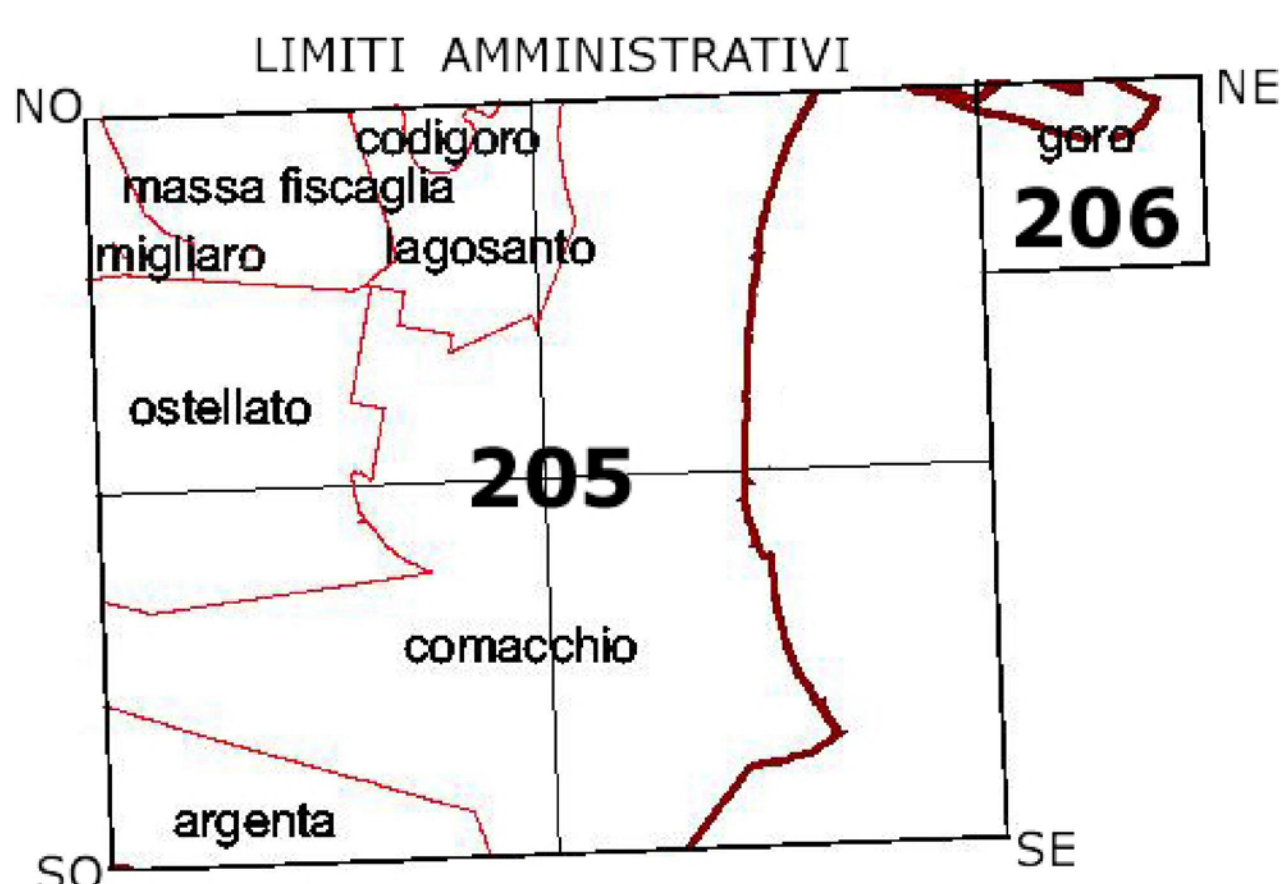 LIMITI AMMINISTRATIVI
NO
NE
codigoro
goro
massa fiscaglia
206
migliaro
lagosanto
ostellato
205
comacchio
argenta
SO
SE